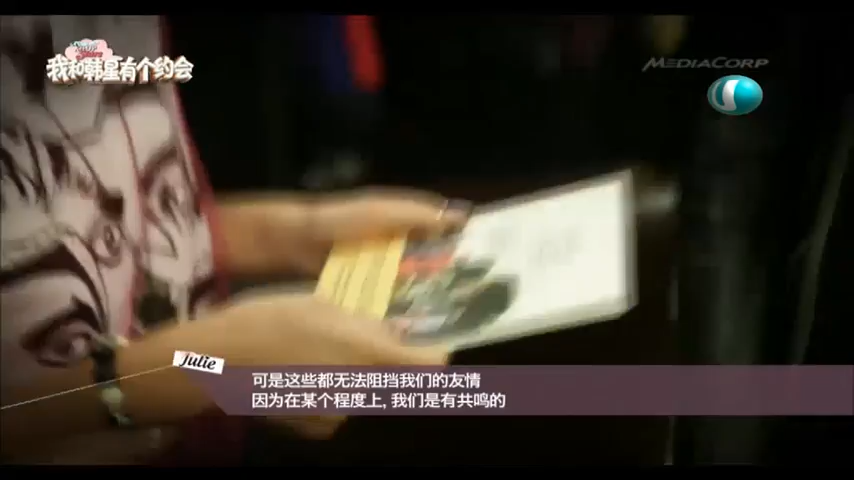 我和韩星有个约会
MEDIACORP
Julie
可是这些都无法阻挡我们的友情
因为在某个程度上, 我们是有共鸣的